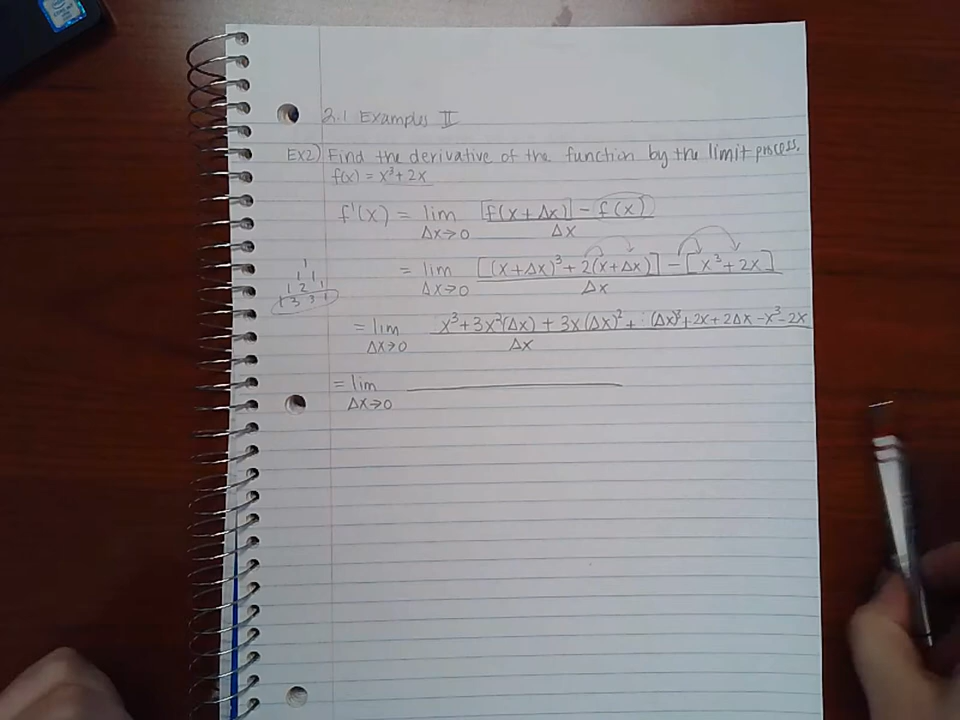 2.1 Examples II
Ex2) Find the derivative of the function by the limit process.
f(x) = x³ + 2x
f'(x) = lim Δx→0 [f(x + Δx)] - f(x) / Δx
1
1 1
1 2 1
1 3 3 1
= lim Δx→0 [(x + Δx)³ + 2(x + Δx)] - [x³ + 2x] / Δx
= lim Δx→0 x³ + 3x²(Δx) + 3x(Δx)² + (Δx)³ + 2x + 2Δx - x³ - 2x / Δx
= lim Δx→0